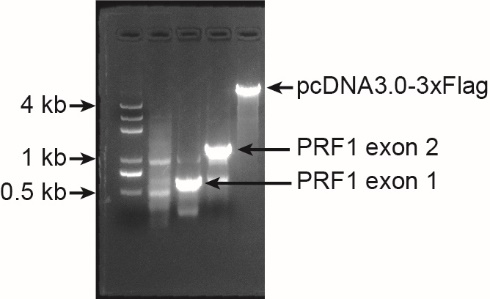 pcDNA3.0-3xFlag
4 kb
PRF1 exon 2
1 kb
PRF1 exon 1
0.5 kb